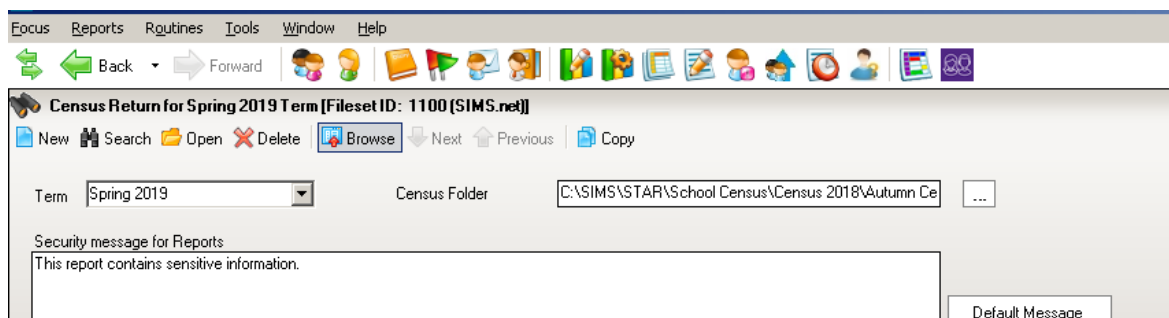 Focus Reports Routines Tools Window Help
Back Forward
Census Return for Spring 2019 Term [Fileset ID: 1100 (SIMS.net)]
New Search Open Delete Browse Next Previous Copy
Term Spring 2019 Census Folder C:\SIMS\STAR\School Census\Census 2018\Autumn Ce ...
Security message for Reports
This report contains sensitive information.
Default Message